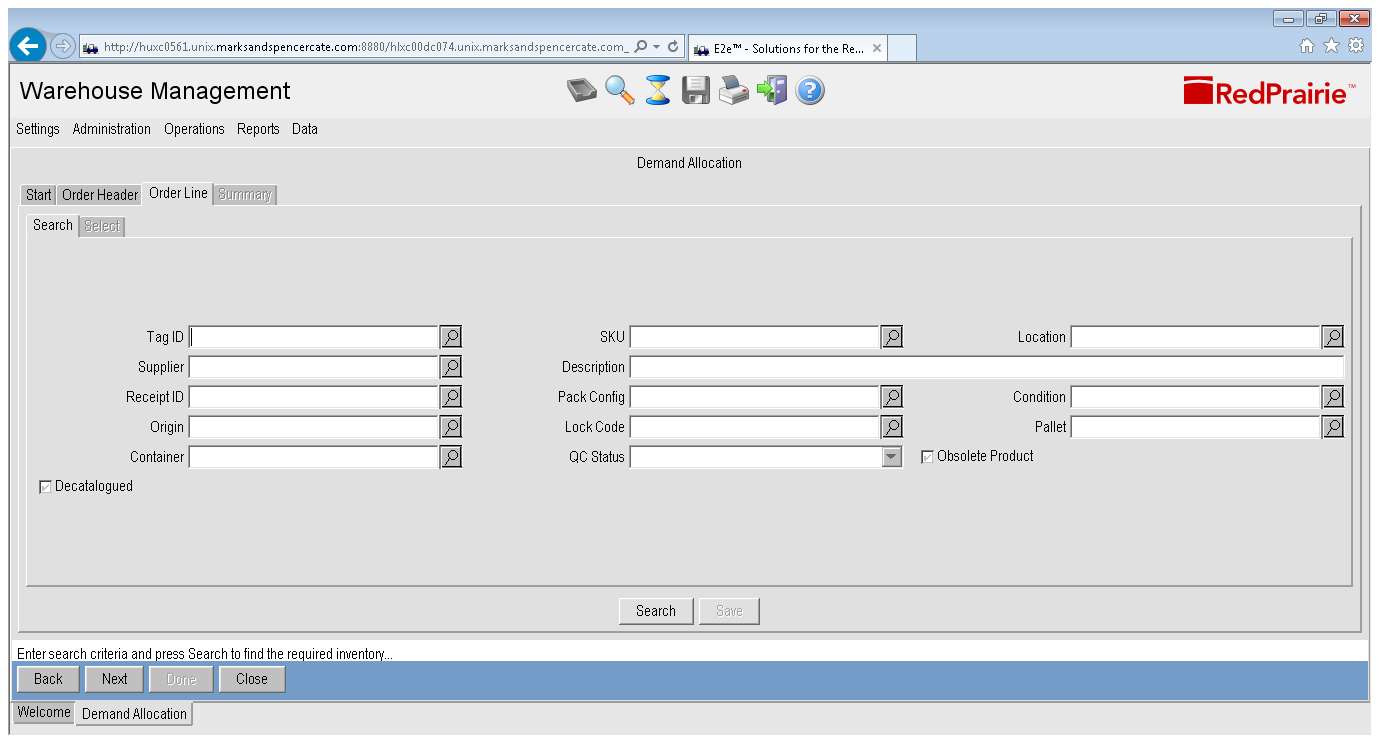 http://huxc0561.unix.marksandspencercate.com:8880/hlxc00dc074.unix.marksandspencercate.com_
E2e™ - Solutions for the Re...
Warehouse Management
RedPrairie™
Settings Administration Operations Reports Data
Demand Allocation
Start Order Header Order Line Summary
Search Select
Tag ID SKU Location
Supplier Description
Receipt ID Pack Config Condition
Origin Lock Code Pallet
Container QC Status Obsolete Product
Decatalogued
Search Save
Enter search criteria and press Search to find the required inventory...
Back Next Done Close
Welcome Demand Allocation